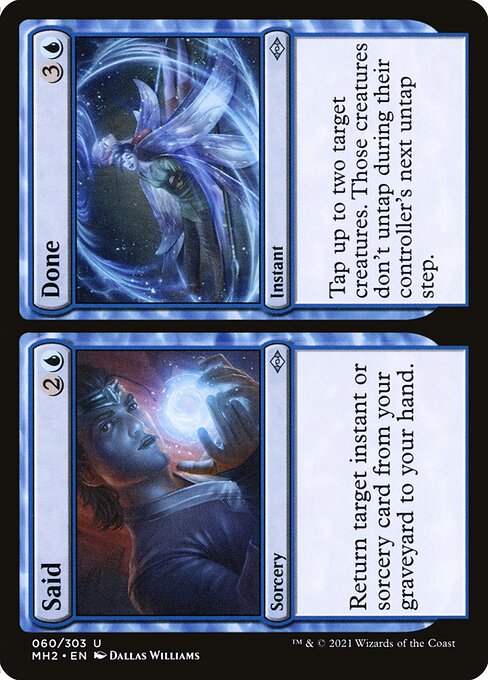 Done 3
Instant
Tap up to two target
creatures. Those creatures
don't untap during their
controller's next untap
step.
Said 2
Sorcery
Return target instant or
sorcery card from your
graveyard to your hand.
060/303 U
MH2 • EN DALLAS WILLIAMS
™ & © 2021 Wizards of the Coast